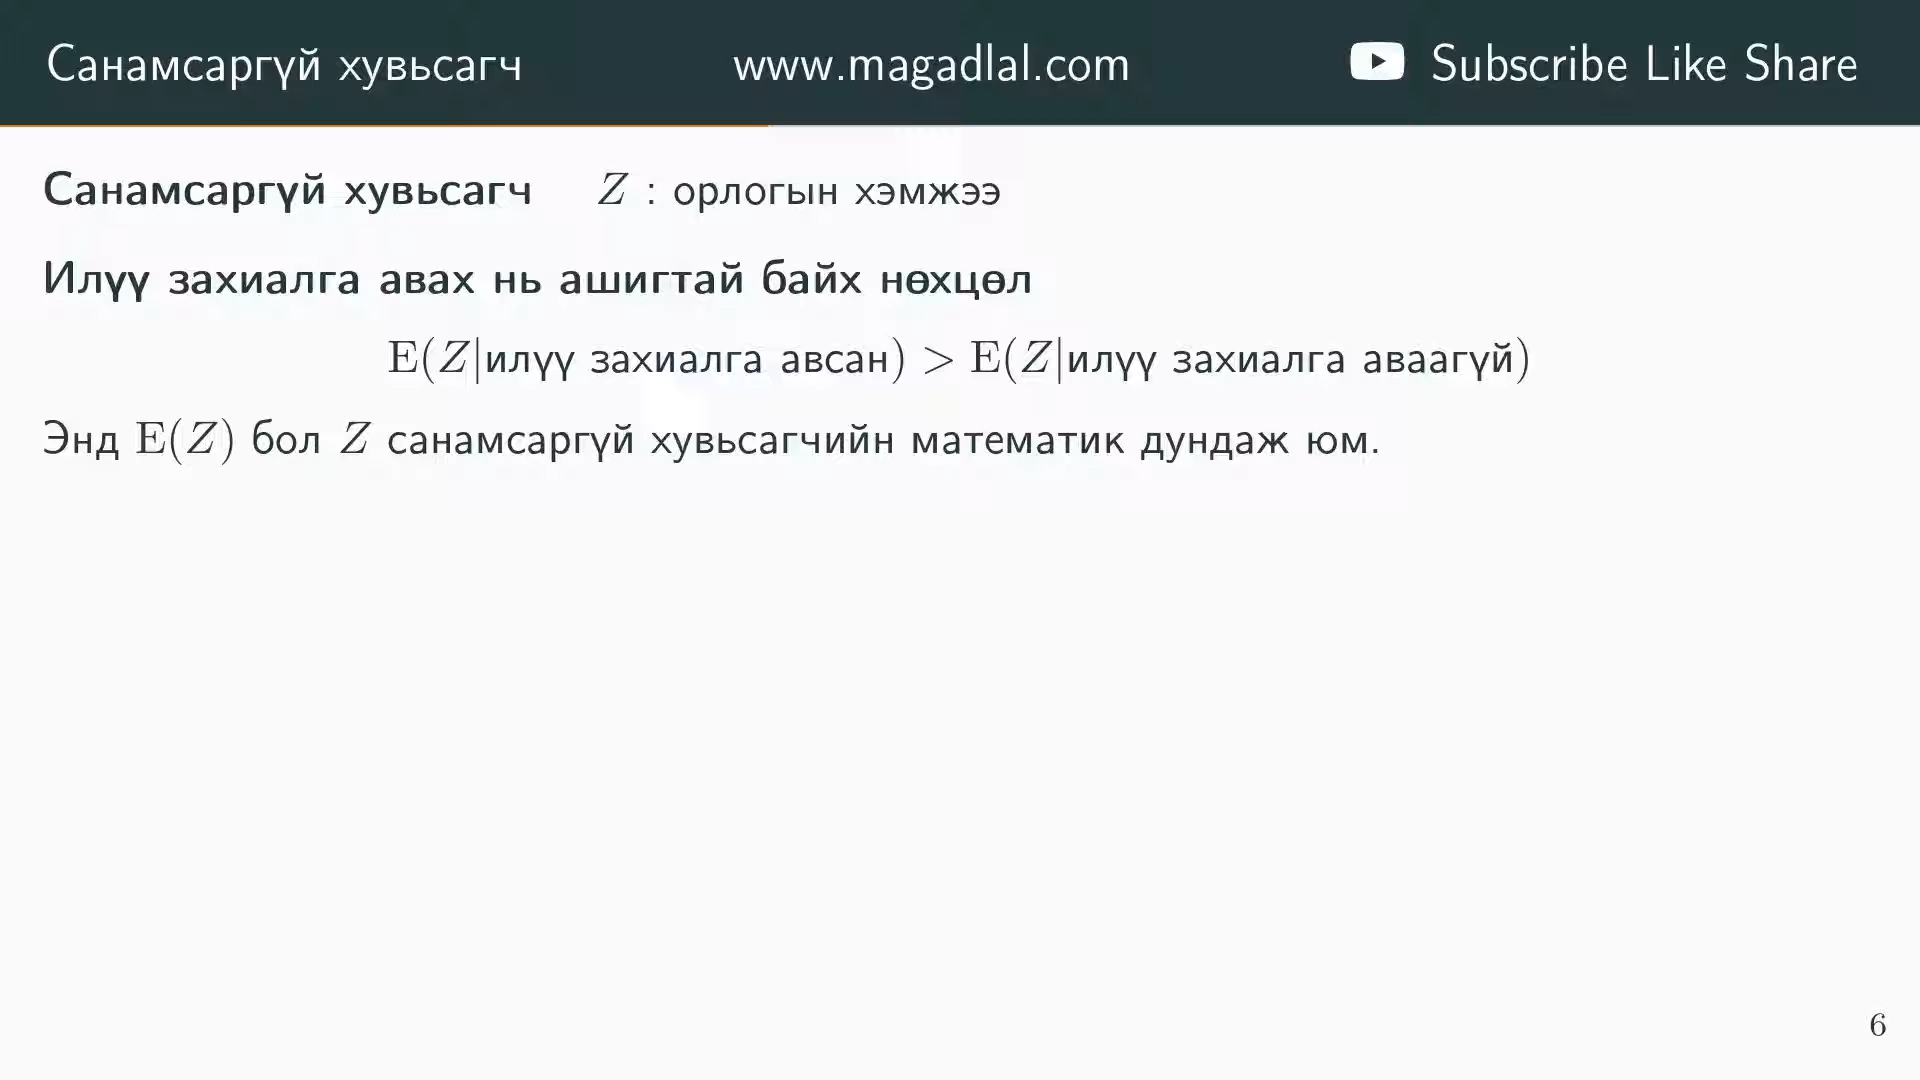 Санамсаргүй хувьсагч www.magadlal.com Subscribe Like Share
Санамсаргүй хувьсагч Z : орлогын хэмжээ
Илүү захиалга авах нь ашигтай байх нөхцөл
E(Z|илүү захиалга авсан) > E(Z|илүү захиалга аваагүй)
Энд E(Z) бол Z санамсаргүй хувьсагчийн математик дундаж юм.
6